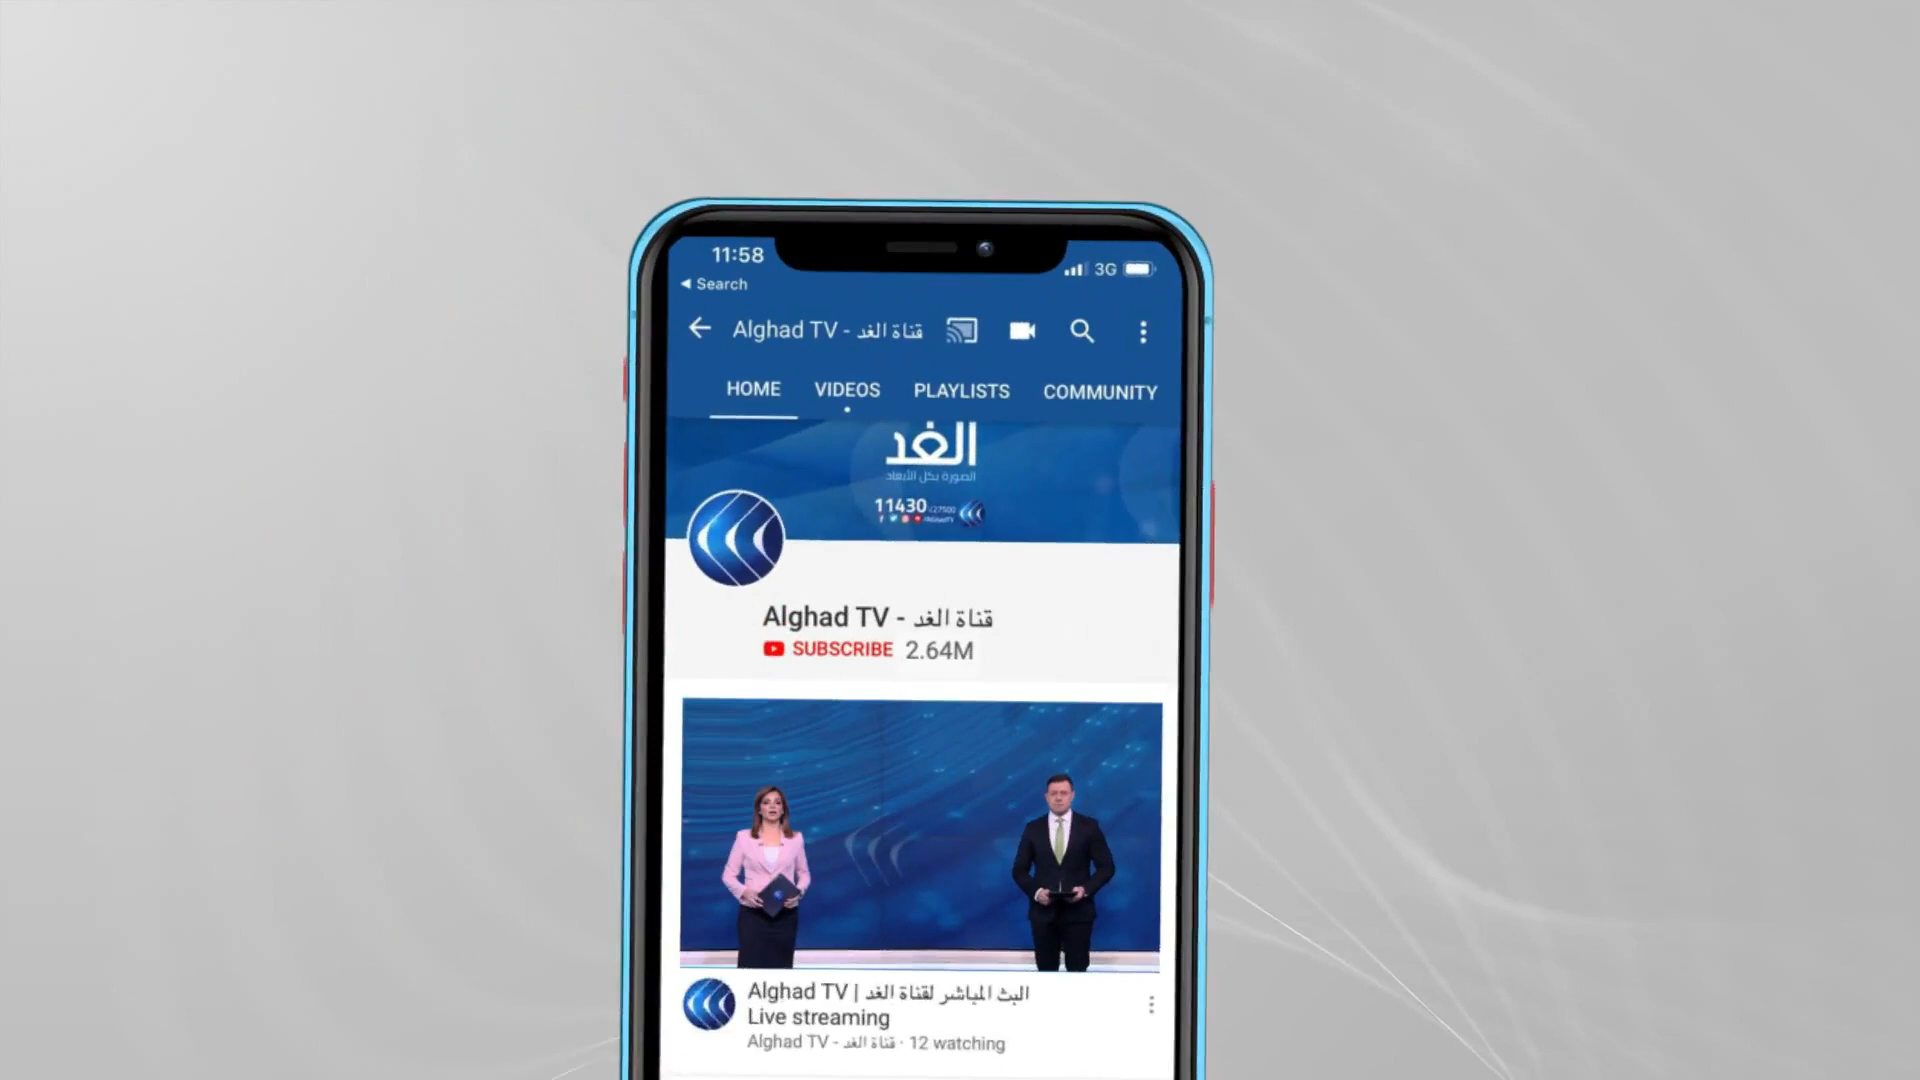 11:58
3G
◀ Search
Alghad TV - قناة الغد
HOME VIDEOS PLAYLISTS COMMUNITY
الغد
الصورة بكل الأبعاد
11430 27500
Alghad TV - قناة الغد
SUBSCRIBE 2.64M
Alghad TV | البث المباشر لقناة الغد
Live streaming
Alghad TV - قناة الغد · 12 watching